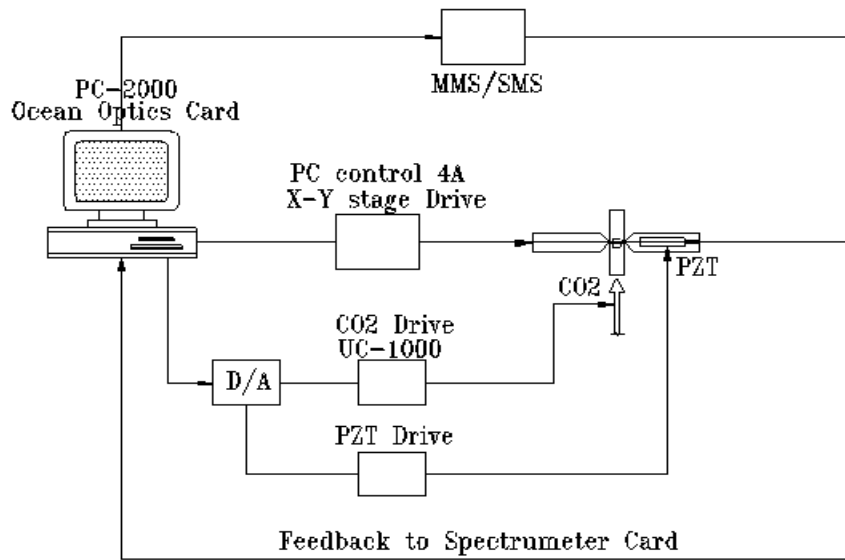 MMS/SMS
PC-2000
Ocean Optics Card
PC control 4A
X-Y stage Drive
PZT
CO2
CO2 Drive
UC-1000
D/A
PZT Drive
Feedback to Spectrumeter Card